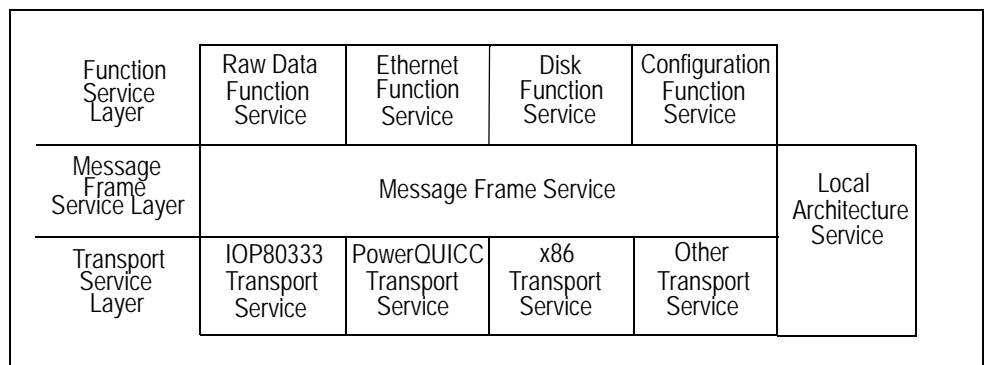 Function
Service
Layer
Raw Data
Function
Service
Ethernet
Function
Service
Disk
Function
Service
Configuration
Function
Service
Message
Frame
Service Layer
Message Frame Service
Local
Architecture
Service
Transport
Service
Layer
IOP80333
Transport
Service
PowerQUICC
Transport
Service
x86
Transport
Service
Other
Transport
Service